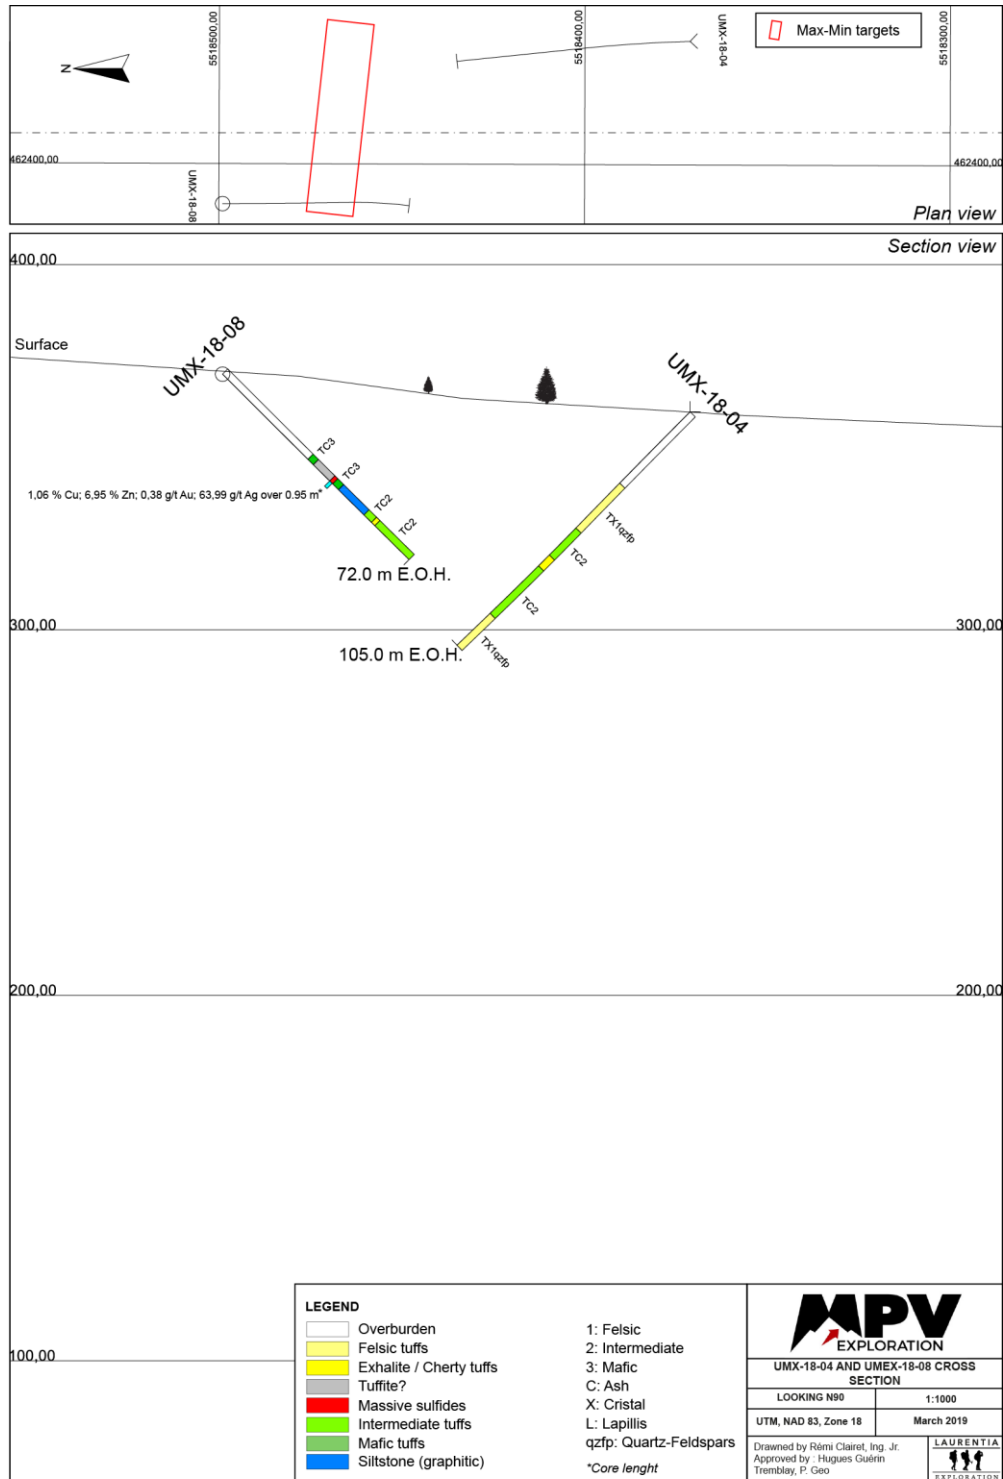 5518500,00
5518400,00
5518300,00
UMX-18-04
Max-Min targets
N
462400,00
462400,00
UMX-18-08
Plan view
Section view
400,00
Surface
UMX-18-08
UMX-18-04
TC3
TC3
1,06 % Cu; 6,95 % Zn; 0,38 g/t Au; 63,99 g/t Ag over 0.95 m*
TC2
TC2
TX1qzfp
TC2
72.0 m E.O.H.
TC2
300,00
300,00
105.0 m E.O.H.
TX1qzfp
200,00
200,00
100,00
LEGEND
Overburden
Felsic tuffs
Exhalite / Cherty tuffs
Tuffite?
Massive sulfides
Intermediate tuffs
Mafic tuffs
Siltstone (graphitic)
1: Felsic
2: Intermediate
3: Mafic
C: Ash
X: Cristal
L: Lapillis
qzfp: Quartz-Feldspars
*Core lenght
MPV
EXPLORATION
UMX-18-04 AND UMEX-18-08 CROSS
SECTION
LOOKING N90
1:1000
UTM, NAD 83, Zone 18
March 2019
Drawned by Rémi Clairet, Ing. Jr.
Approved by : Hugues Guérin
Tremblay, P. Geo
LAURENTIA
EXPLORATION